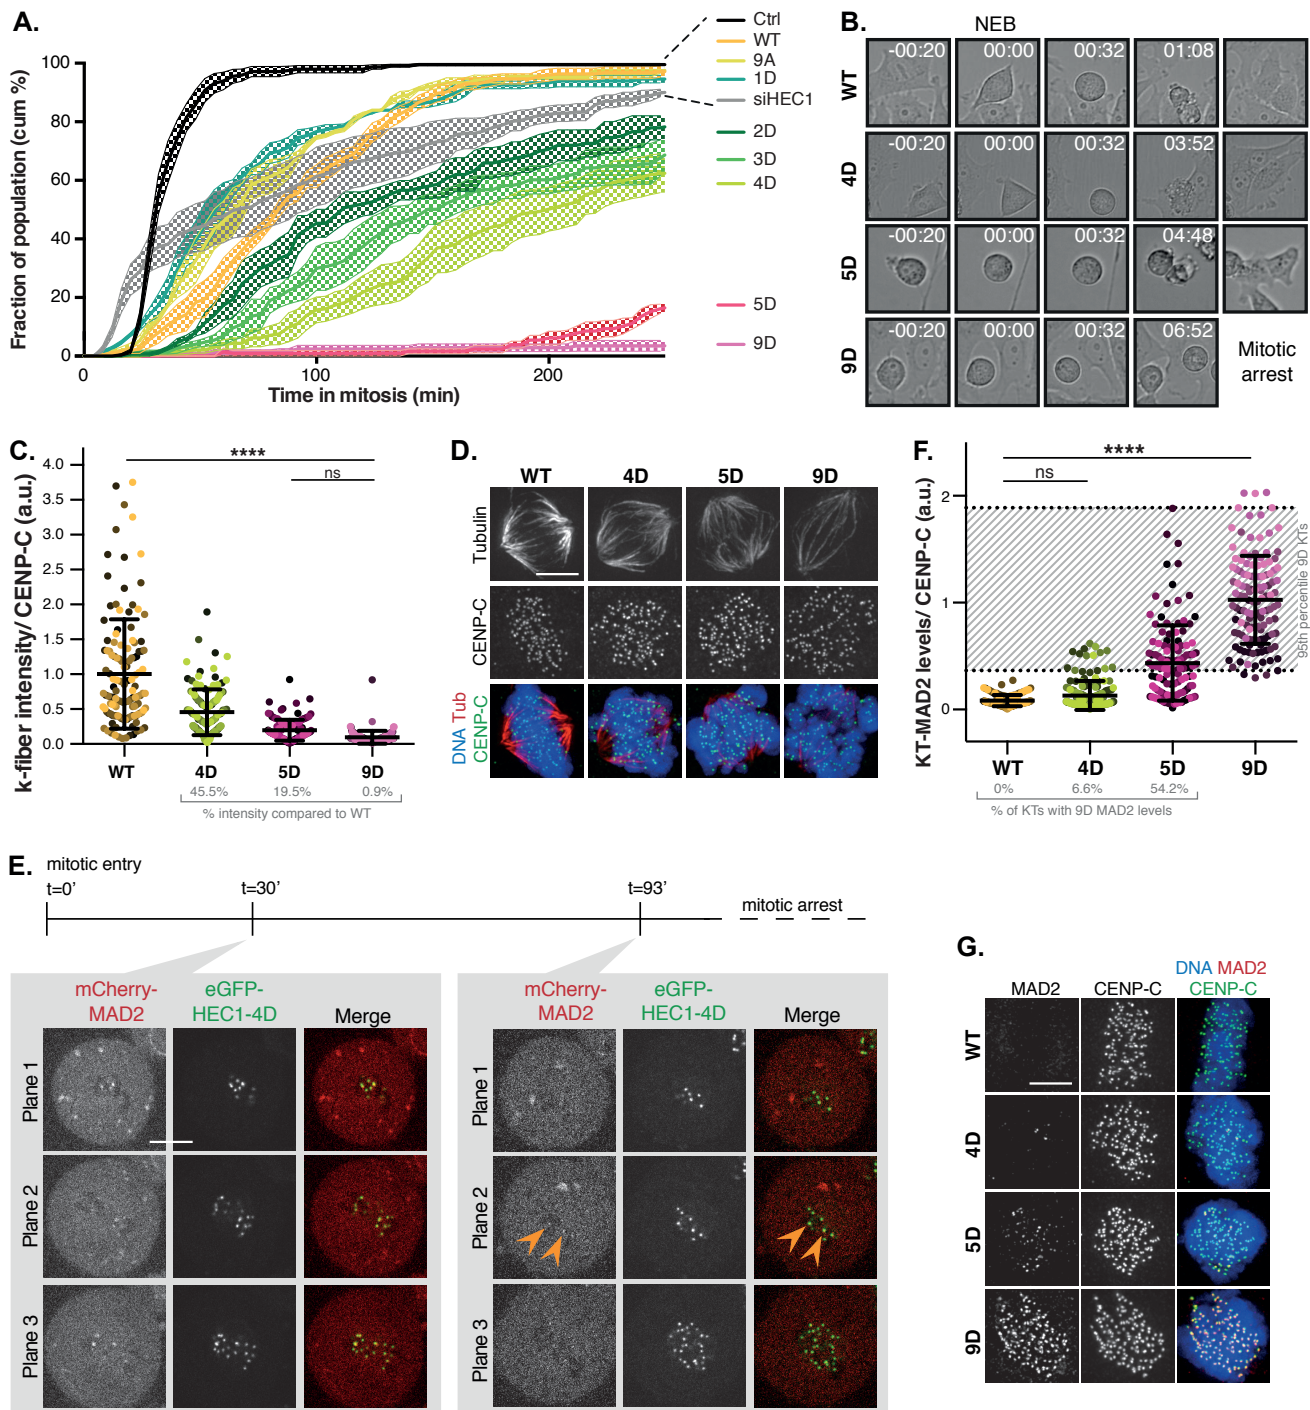 A.
Fraction of population (cum %)
100
80
60
40
20
0
0
100
200
Time in mitosis (min)
Ctrl
WT
9A
1D
siHEC1
2D
3D
4D
5D
9D
B.
NEB
WT
-00:20
00:00
00:32
01:08
4D
-00:20
00:00
00:32
03:52
5D
-00:20
00:00
00:32
04:48
9D
-00:20
00:00
00:32
06:52
Mitotic
arrest
C.
k-fiber intensity/ CENP-C (a.u.)
4.0
3.5
3.0
2.5
2.0
1.5
1.0
0.5
0.0
****
ns
WT
4D
5D
9D
45.5%
19.5%
0.9%
% intensity compared to WT
D.
WT
4D
5D
9D
Tubulin
CENP-C
DNA Tub
CENP-C
F.
KT-MAD2 levels/ CENP-C (a.u.)
2
1
0
****
ns
95th percentile 9D KTs
WT
4D
5D
9D
0%
6.6%
54.2%
% of KTs with 9D MAD2 levels
E.
mitotic entry
t=0'
t=30'
t=93'
mitotic arrest
mCherry-
MAD2
eGFP-
HEC1-4D
Merge
Plane 1
Plane 2
Plane 3
mCherry-
MAD2
eGFP-
HEC1-4D
Merge
Plane 1
Plane 2
Plane 3
G.
MAD2
CENP-C
DNA MAD2
CENP-C
WT
4D
5D
9D